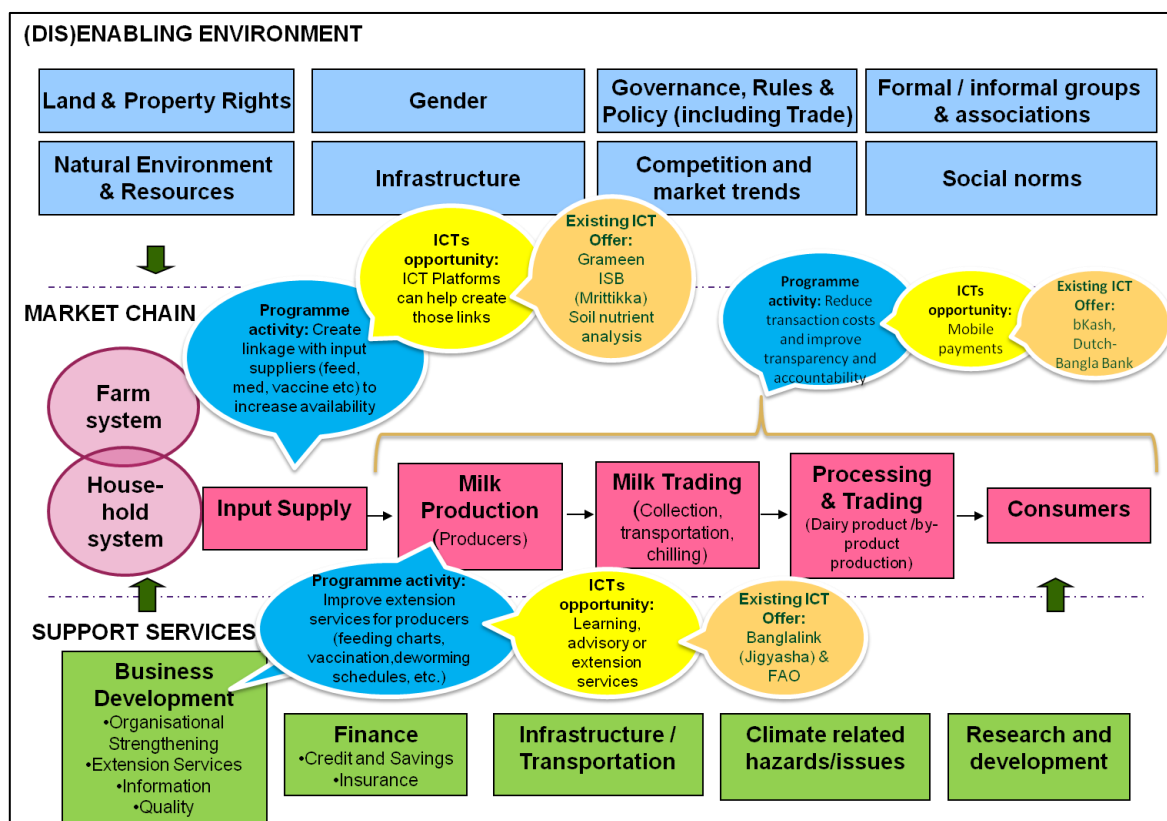 (DIS)ENABLING ENVIRONMENT
Land & Property Rights
Gender
Governance, Rules &
Policy (including Trade)
Formal / informal groups
& associations
Natural Environment
& Resources
Infrastructure
Competition and
market trends
Social norms
ICTs
opportunity:
ICT Platforms
can help create
those links
Existing ICT
Offer:
Grameen
ISB
(Mrittikka)
Soil nutrient
analysis
MARKET CHAIN
Programme
activity: Create
linkage with input
suppliers (feed,
med, vaccine etc) to
increase availability
Programme
activity: Reduce
transaction costs
and improve
transparency and
accountability
ICTs
opportunity:
Mobile
payments
Existing ICT
Offer:
bKash,
Dutch-
Bangla Bank
Farm
system
House-
hold
system
Input Supply
Milk
Production
(Producers)
Milk Trading
(Collection,
transportation,
chilling)
Processing
& Trading
(Dairy product /by-
product
production)
Consumers
SUPPORT SERVICES
Programme activity:
Improve extension
services for producers
(feeding charts,
vaccination,deworming
schedules, etc.)
ICTs
opportunity:
Learning,
advisory or
extension
services
Existing ICT
Offer:
Banglalink
(Jigyasha) &
FAO
Business
Development
•Organisational
Strengthening
•Extension Services
•Information
•Quality
Finance
•Credit and Savings
•Insurance
Infrastructure /
Transportation
Climate related
hazards/issues
Research and
development